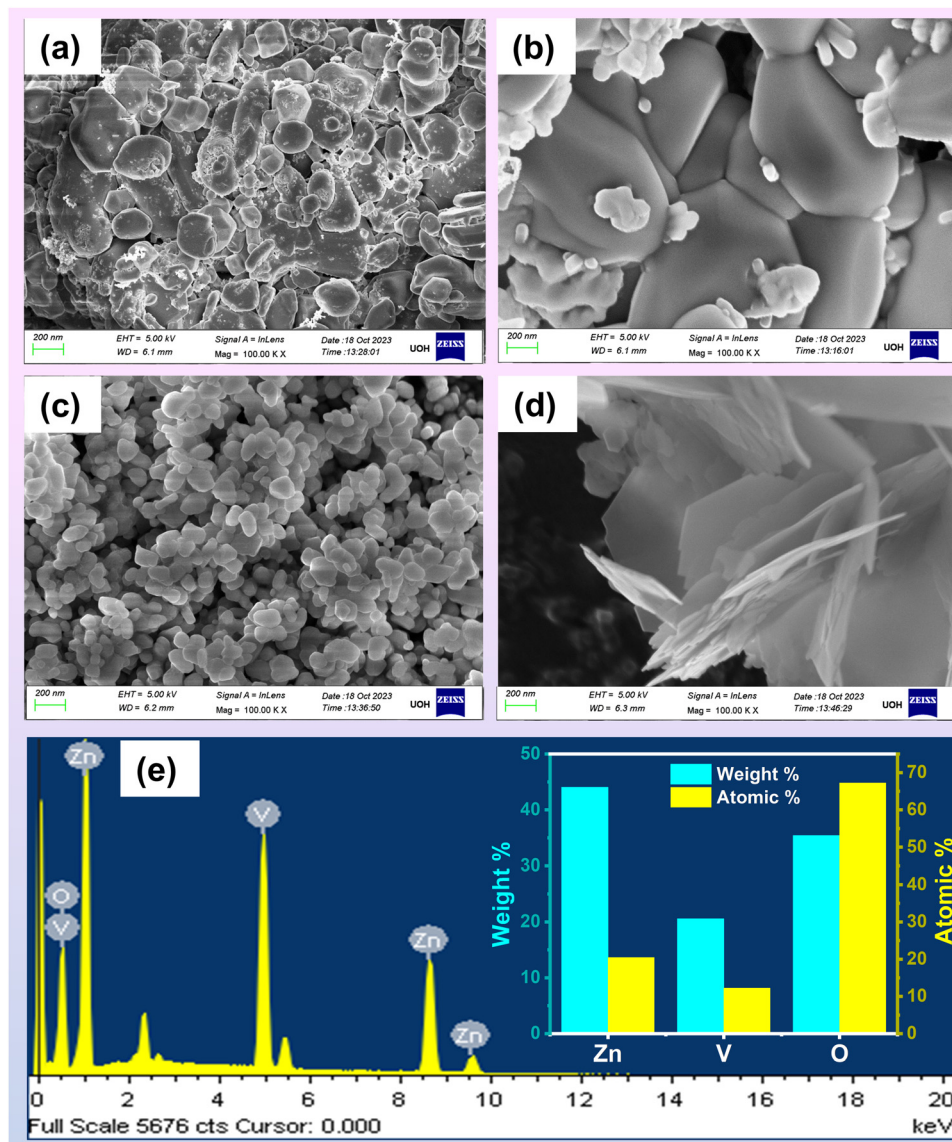 (a)
200 nm
EHT = 5.00 kV
WD = 6.1 mm
Signal A = InLens
Mag = 100.00 K X
Date :18 Oct 2023
Time :13:28:01
UOH
ZEISS
(b)
200 nm
EHT = 5.00 kV
WD = 6.1 mm
Signal A = InLens
Mag = 100.00 K X
Date :18 Oct 2023
Time :13:16:01
UOH
ZEISS
(c)
200 nm
EHT = 5.00 kV
WD = 6.2 mm
Signal A = InLens
Mag = 100.00 K X
Date :18 Oct 2023
Time :13:36:50
UOH
ZEISS
(d)
200 nm
EHT = 5.00 kV
WD = 6.3 mm
Signal A = InLens
Mag = 100.00 K X
Date :18 Oct 2023
Time :13:46:29
UOH
ZEISS
(e)
Zn
O
V
V
Zn
Zn
0 2 4 6 8 10 12 14 16 18 20
Full Scale 5676 cts Cursor: 0.000
keV
Weight %
50
40
30
20
10
0
Weight %
Atomic %
Zn V O
70
60
50
40
30
20
10
0
Atomic %